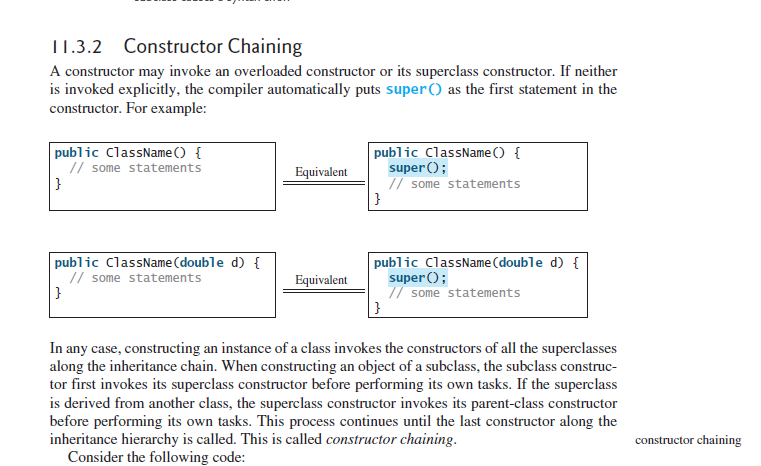 11.3.2 Constructor Chaining
A constructor may invoke an overloaded constructor or its superclass constructor. If neither
is invoked explicitly, the compiler automatically puts super() as the first statement in the
constructor. For example:
public ClassName() {
// some statements
}
Equivalent
public ClassName() {
super();
// some statements
}
public ClassName(double d) {
// some statements
}
Equivalent
public ClassName(double d) {
super();
// some statements
}
In any case, constructing an instance of a class invokes the constructors of all the superclasses
along the inheritance chain. When constructing an object of a subclass, the subclass construc-
tor first invokes its superclass constructor before performing its own tasks. If the superclass
is derived from another class, the superclass constructor invokes its parent-class constructor
before performing its own tasks. This process continues until the last constructor along the
inheritance hierarchy is called. This is called constructor chaining.
constructor chaining
Consider the following code: